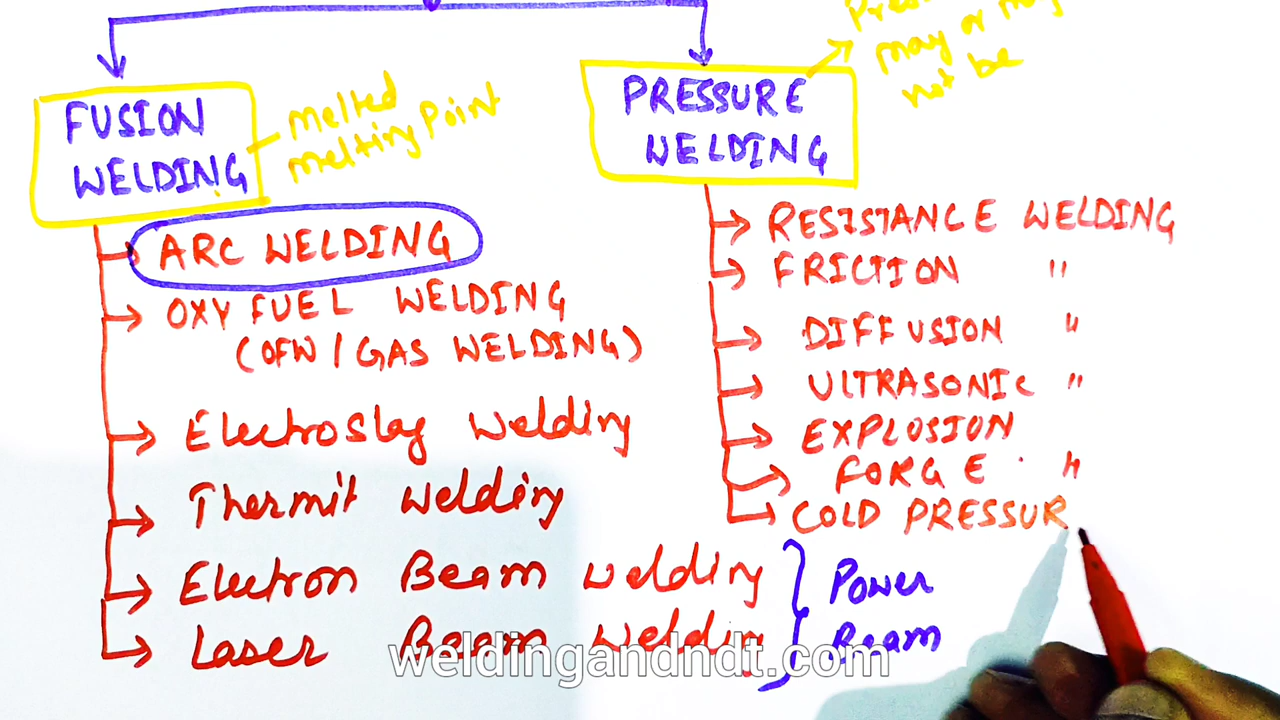 FUSION
WELDING
melted
melting Point
ARC WELDING
OXY FUEL WELDING
(OFW / GAS WELDING)
Electroslag Welding
Thermit Welding
Electron Beam Welding
Laser Beam Welding
Power
Beam
PRESSURE
WELDING
may or may
not be
RESISTANCE WELDING
FRICTION "
DIFFUSION "
ULTRASONIC "
EXPLOSION
FORGE "
COLD PRESSUR
weldingandndt.com